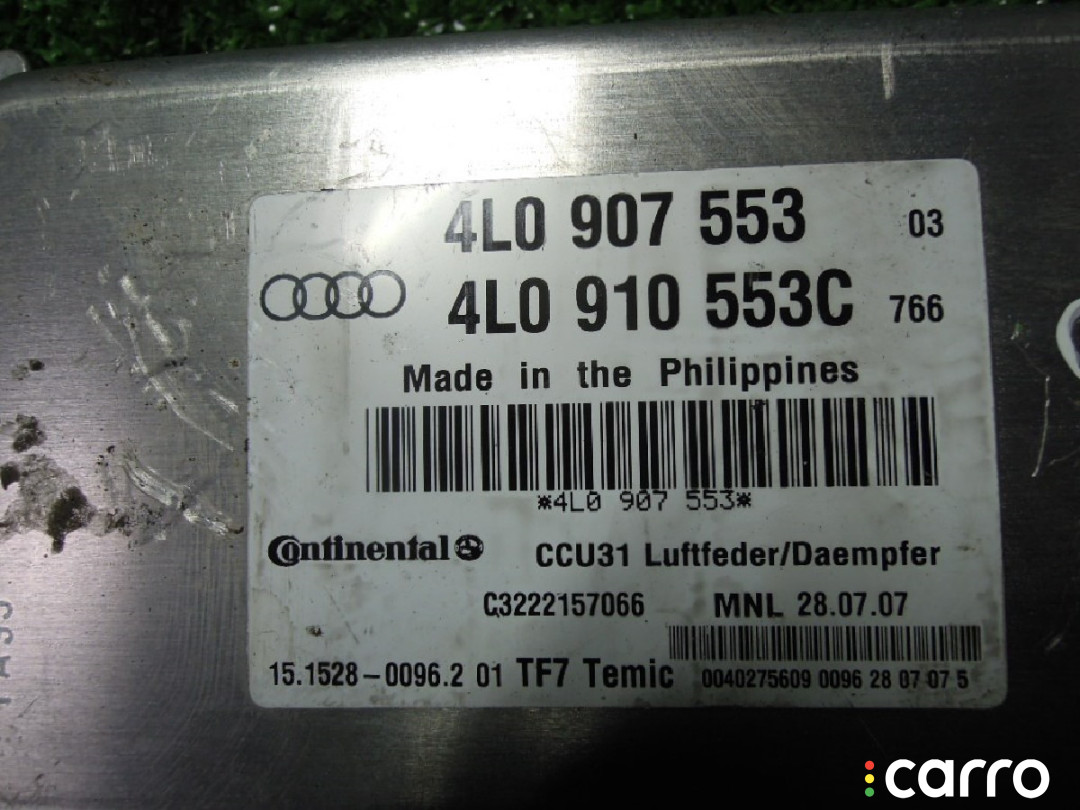 4L0 907 553 03
4L0 910 553C 766
Made in the Philippines
*4L0 907 553*
Continental CCU31 Luftfeder/Daempfer
C3222157066 MNL 28.07.07
15.1528-0096.2 01 TF7 Temic 0040275609 0096 28 07 07 5
carro